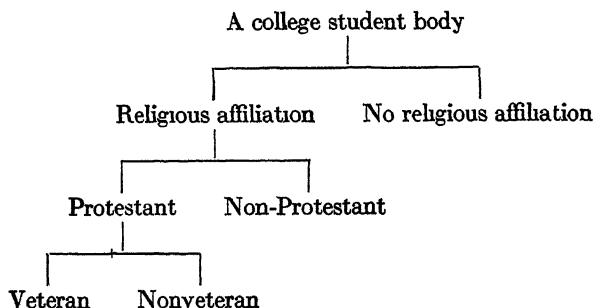 A college student body
Religious affiliation No religious affiliation
Protestant Non-Protestant
Veteran Nonveteran